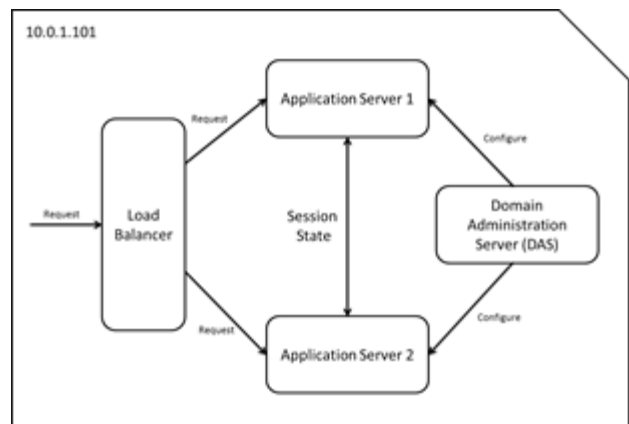 10.0.1.101
Application Server 1
Request
Configure
Request
Load
Balancer
Session
State
Domain
Administration
Server (DAS)
Request
Configure
Application Server 2